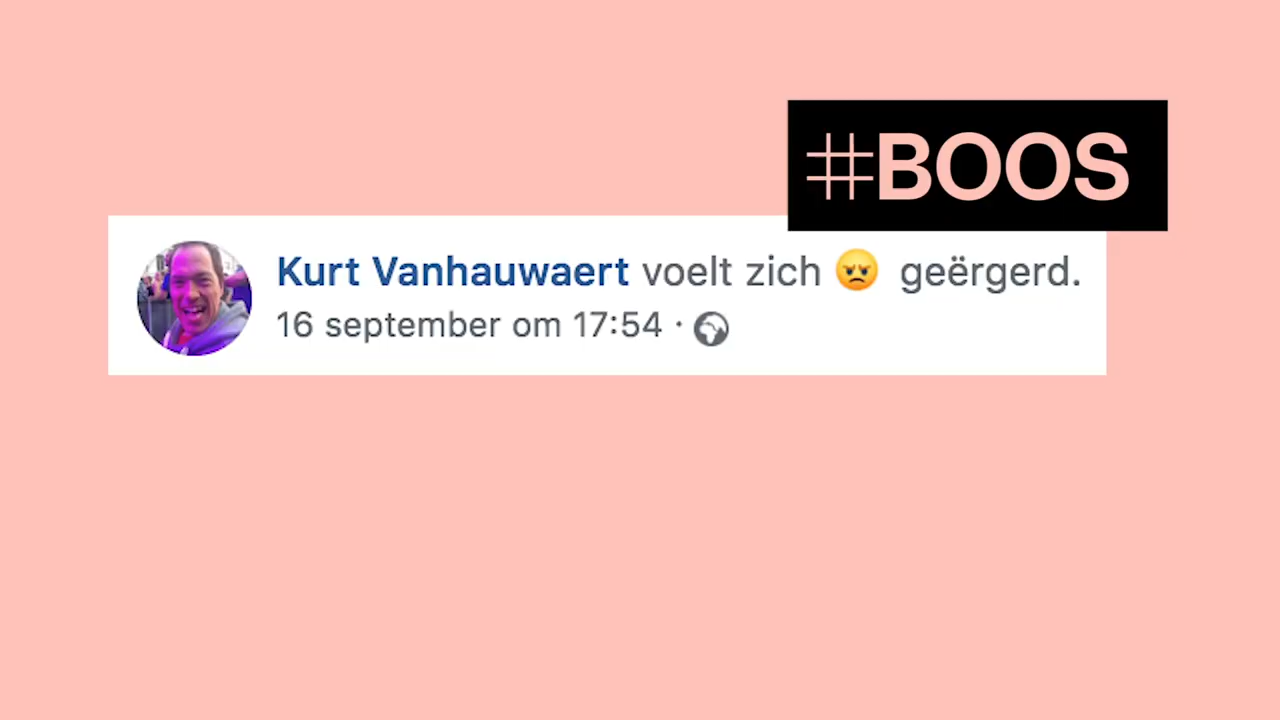 #BOOS
Kurt Vanhauwaert voelt zich 😡 geërgerd.
16 september om 17:54 ·